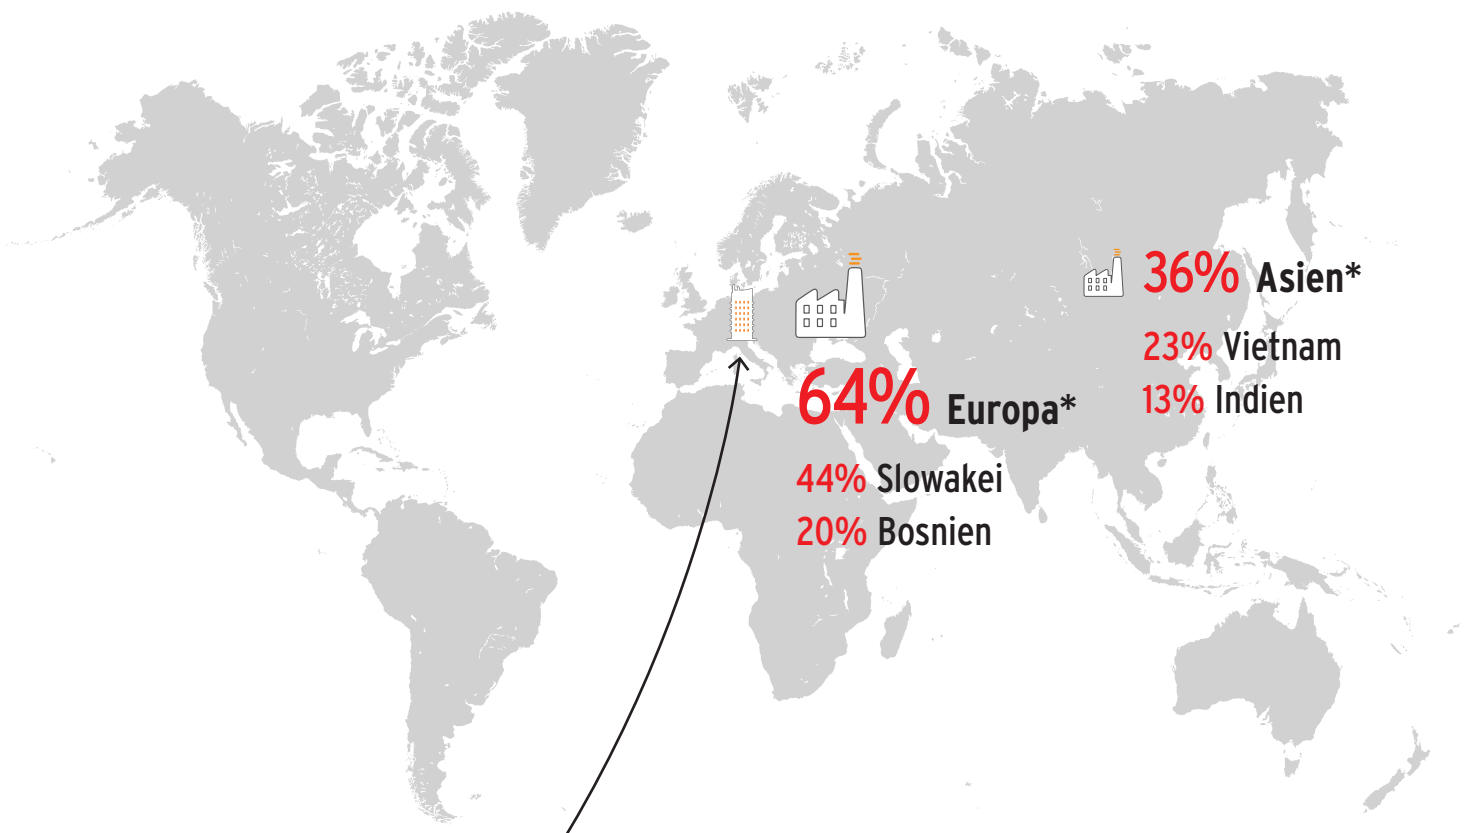 36% Asien*
23% Vietnam
13% Indien
64% Europa*
44% Slowakei
20% Bosnien